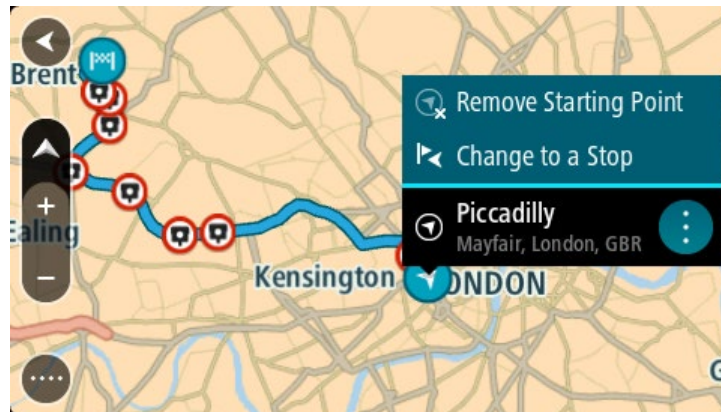 Brent
Remove Starting Point
Change to a Stop
Piccadilly
Mayfair, London, GBR
Ealing
Kensington
ONDON
G